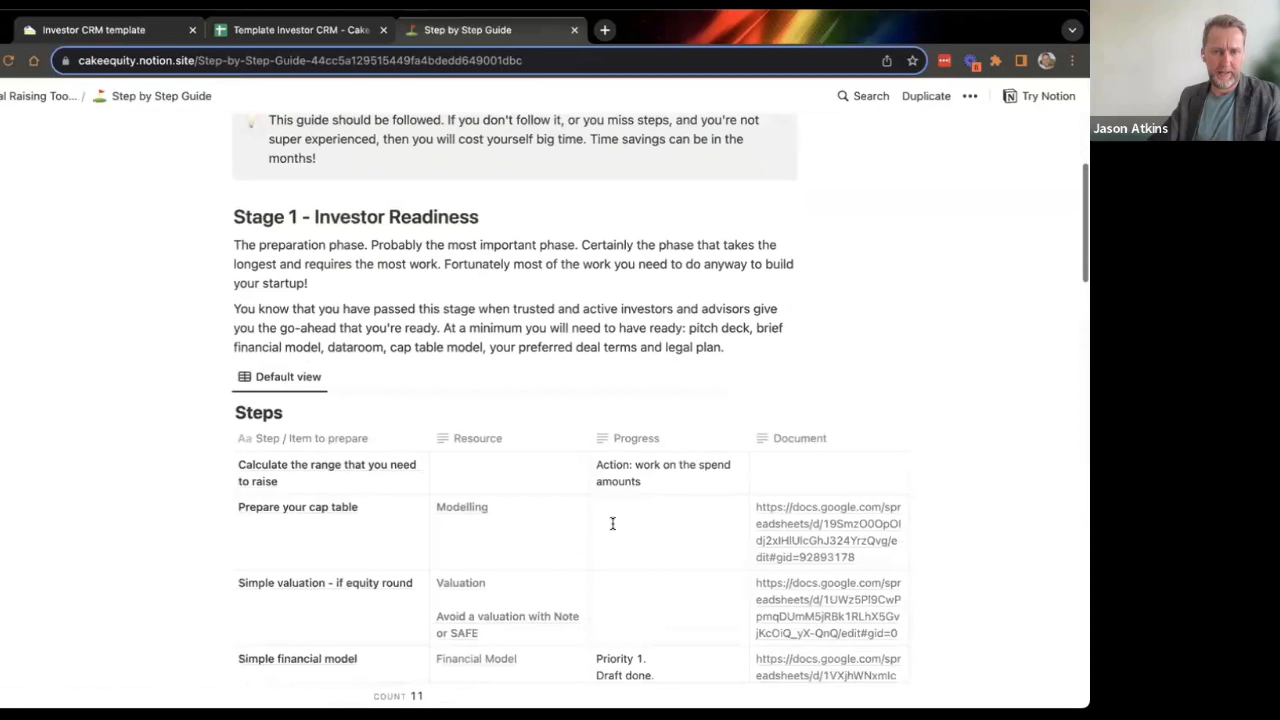 Investor CRM template
Template Investor CRM - Cake
Step by Step Guide
cakeequity.notion.site/Step-by-Step-Guide-44cc5a129515449fa4bdedd649001dbc
al Raising Too... / Step by Step Guide
Search
Duplicate
Try Notion
Jason Atkins
This guide should be followed. If you don't follow it, or you miss steps, and you're not
super experienced, then you will cost yourself big time. Time savings can be in the
months!
Stage 1 - Investor Readiness
The preparation phase. Probably the most important phase. Certainly the phase that takes the
longest and requires the most work. Fortunately most of the work you need to do anyway to build
your startup!
You know that you have passed this stage when trusted and active investors and advisors give
you the go-ahead that you're ready. At a minimum you will need to have ready: pitch deck, brief
financial model, dataroom, cap table model, your preferred deal terms and legal plan.
Default view
Steps
Aa Step / Item to prepare
Resource
Progress
Document
Calculate the range that you need
to raise
Action: work on the spend
amounts
Prepare your cap table
Modelling
https://docs.google.com/spr
eadsheets/d/19SmzO0OpOl
dj2xIHlUlcGhJ324YrzQvg/e
dit#gid=92893178
Simple valuation - if equity round
Valuation
Avoid a valuation with Note
or SAFE
https://docs.google.com/spr
eadsheets/d/1UWz5Pl9CwP
pmqDUmM5jRBk1RLhX5Gv
jKcOiQ_yX-QnQ/edit#gid=0
Simple financial model
Financial Model
Priority 1.
Draft done.
https://docs.google.com/spr
eadsheets/d/1VXjhWNxmlc
COUNT 11